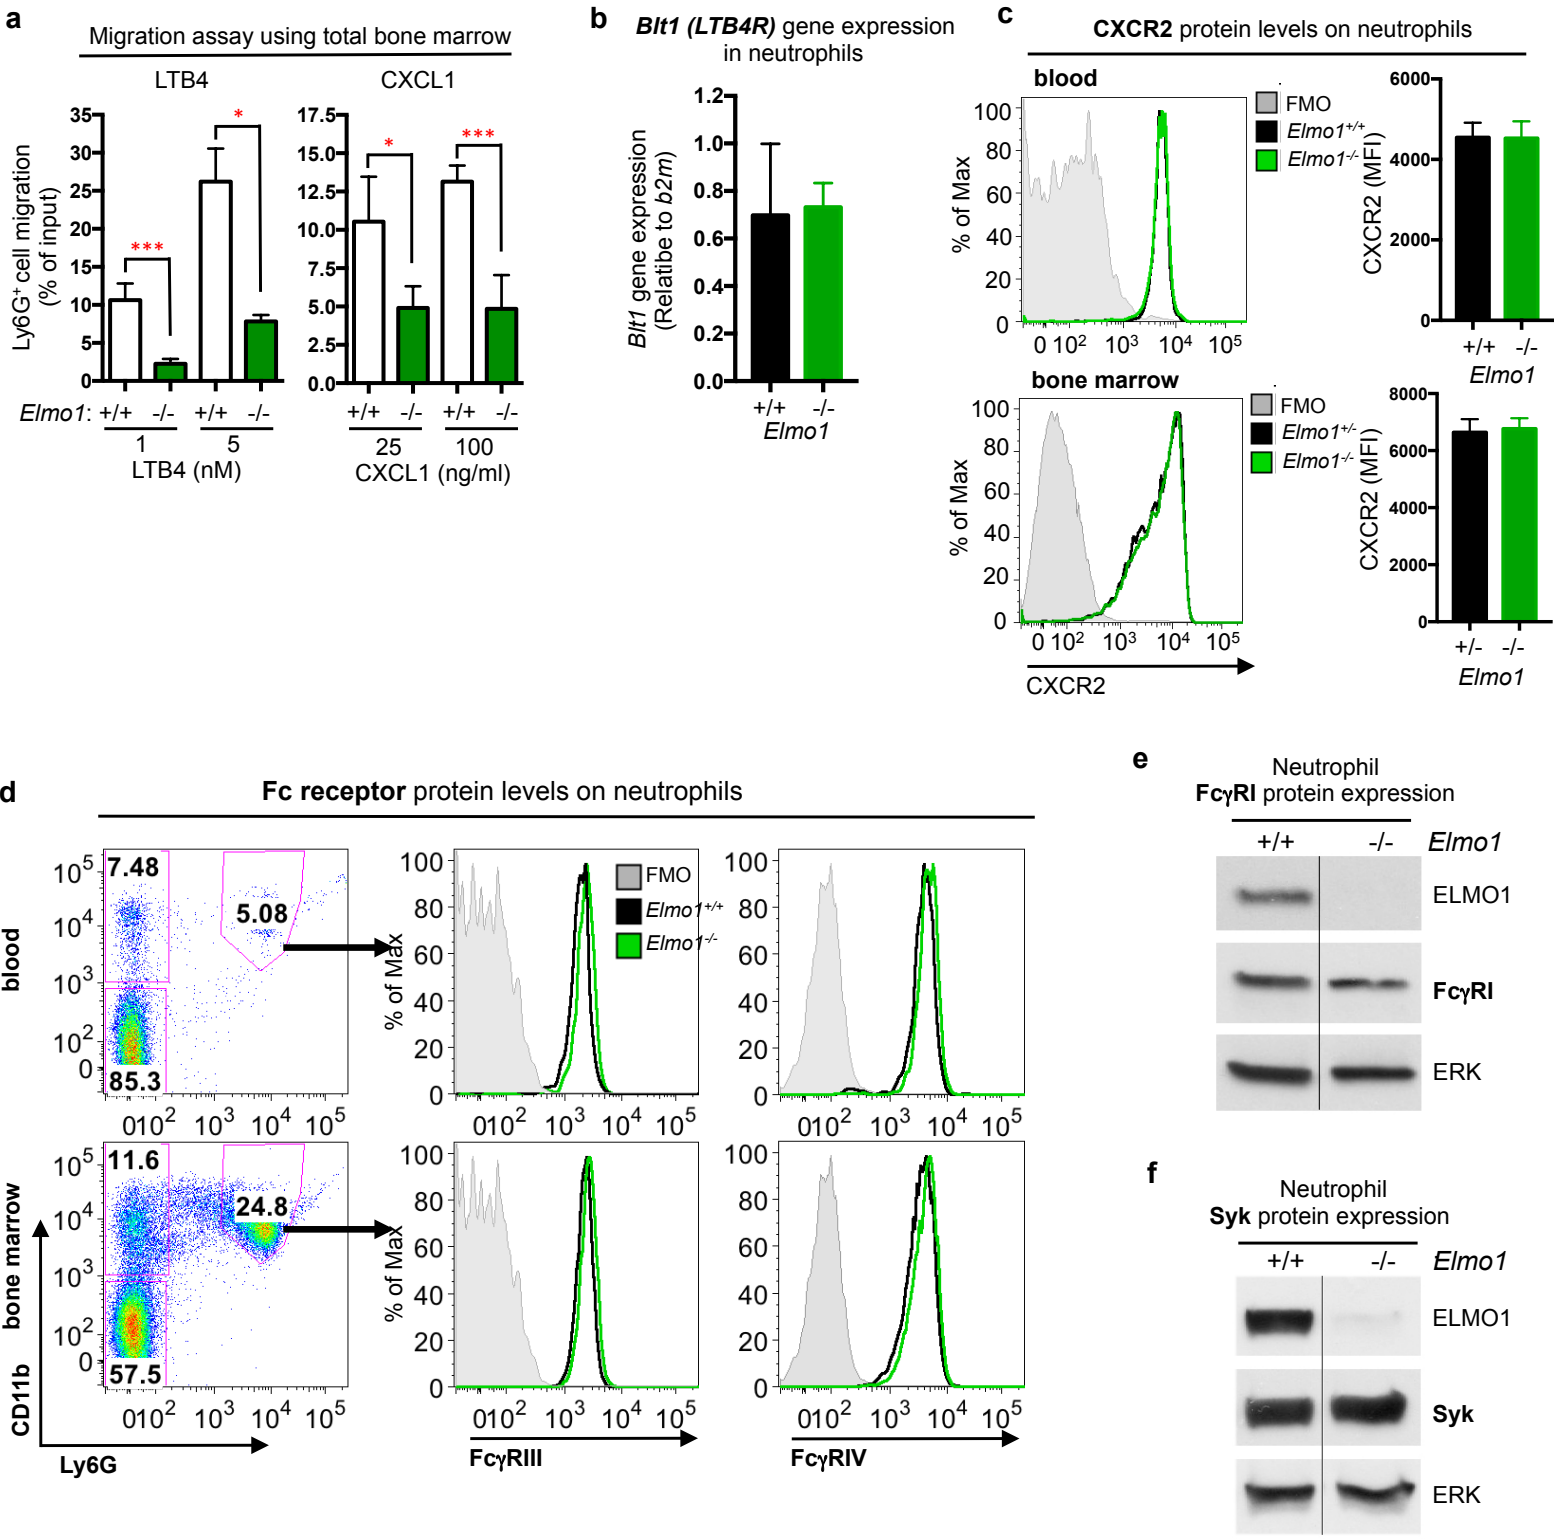 a
Migration assay using total bone marrow
LTB4
CXCL1
Ly6G+ cell migration
(% of input)
35
30
25
20
15
10
5
0
***
*
17.5
15.0
12.5
10.0
7.5
5.0
2.5
0.0
*
***
Elmo1: +/+ -/- +/+ -/- +/+ -/- +/+ -/-
1 5 25 100
LTB4 (nM) CXCL1 (ng/ml)
b
Blt1 (LTB4R) gene expression
in neutrophils
Blt1 gene expression
(Relatibe to b2m)
1.2
1.0
0.8
0.6
0.4
0.2
0.0
+/+ -/-
Elmo1
c
CXCR2 protein levels on neutrophils
blood
% of Max
100
80
60
40
20
0
0 10² 10³ 10⁴ 10⁵
FMO
Elmo1+/+
Elmo1-/-
CXCR2 (MFI)
6000
4000
2000
0
+/+ -/-
Elmo1
bone marrow
% of Max
100
80
60
40
20
0
0 10² 10³ 10⁴ 10⁵
CXCR2
FMO
Elmo1+/-
Elmo1-/-
CXCR2 (MFI)
8000
6000
4000
2000
0
+/- -/-
Elmo1
d
Fc receptor protein levels on neutrophils
blood
10⁵
10⁴
10³
10²
0
7.48
5.08
85.3
010² 10³ 10⁴ 10⁵
% of Max
100
80
60
40
20
0
FMO
Elmo1+/+
Elmo1-/-
010² 10³ 10⁴ 10⁵
100
80
60
40
20
0
010² 10³ 10⁴ 10⁵
bone marrow
10⁵
10⁴
10³
10²
0
11.6
24.8
57.5
010² 10³ 10⁴ 10⁵
CD11b
Ly6G
% of Max
100
80
60
40
20
0
010² 10³ 10⁴ 10⁵
FcγRIII
100
80
60
40
20
0
010² 10³ 10⁴ 10⁵
FcγRIV
e
Neutrophil
FcγRI protein expression
+/+ -/- Elmo1
ELMO1
FcγRI
ERK
f
Neutrophil
Syk protein expression
+/+ -/- Elmo1
ELMO1
Syk
ERK